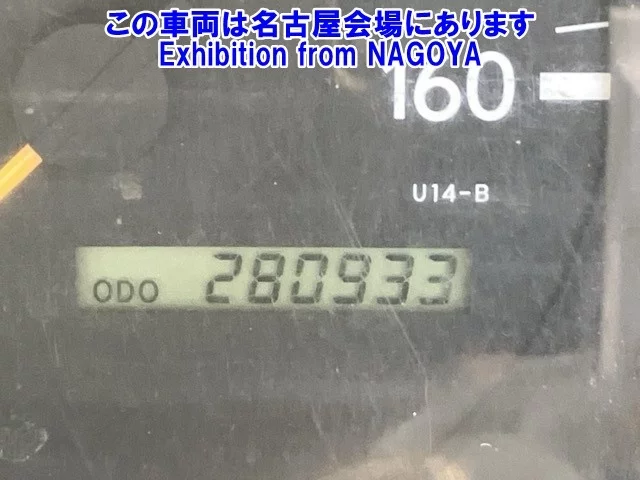 この車両は名古屋会場にあります
Exhibition from NAGOYA
160
U14-B
ODO 280933